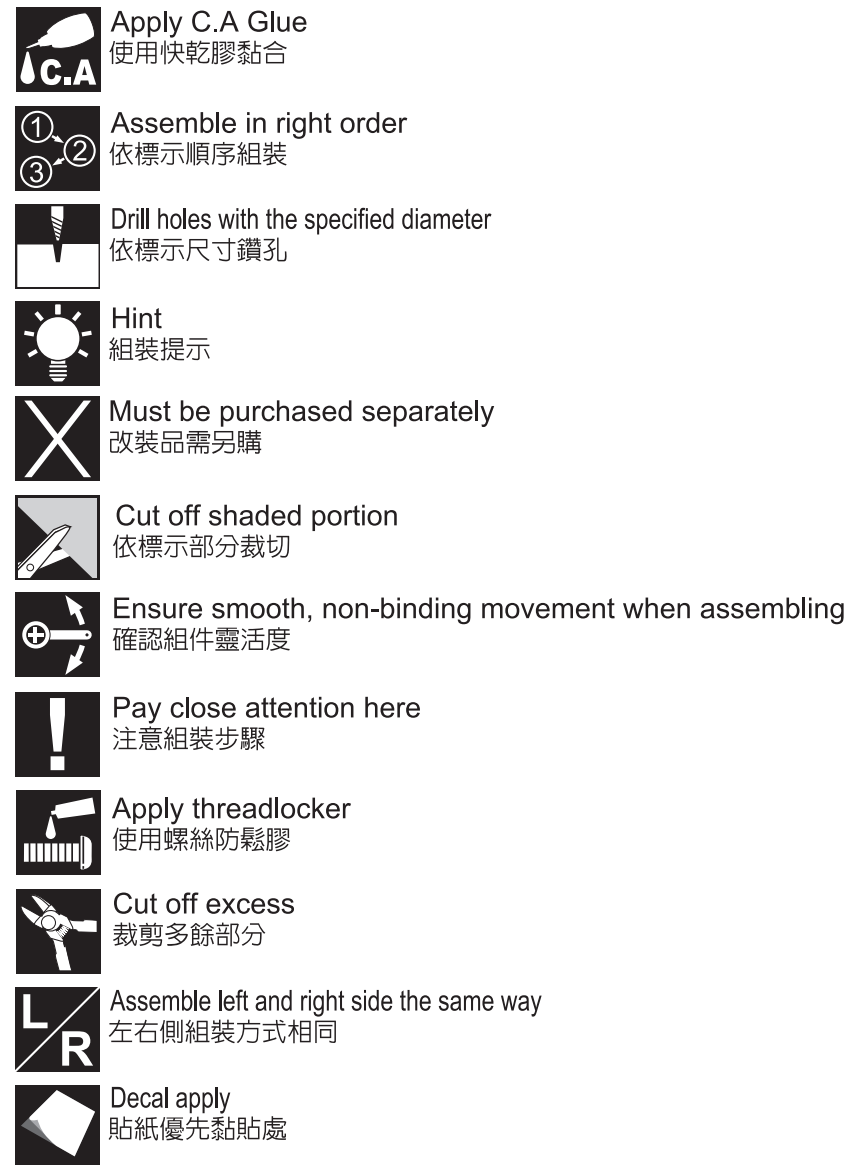 C.A
Apply C.A Glue
使用快乾膠黏合
1
2
3
Assemble in right order
依標示順序組裝
Drill holes with the specified diameter
依標示尺寸鑽孔
Hint
組裝提示
Must be purchased separately
改裝品需另購
Cut off shaded portion
依標示部分裁切
Ensure smooth, non-binding movement when assembling
確認組件靈活度
!
Pay close attention here
注意組裝步驟
Apply threadlocker
使用螺絲防鬆膠
Cut off excess
裁剪多餘部分
L/R
Assemble left and right side the same way
左右側組裝方式相同
Decal apply
貼紙優先黏貼處